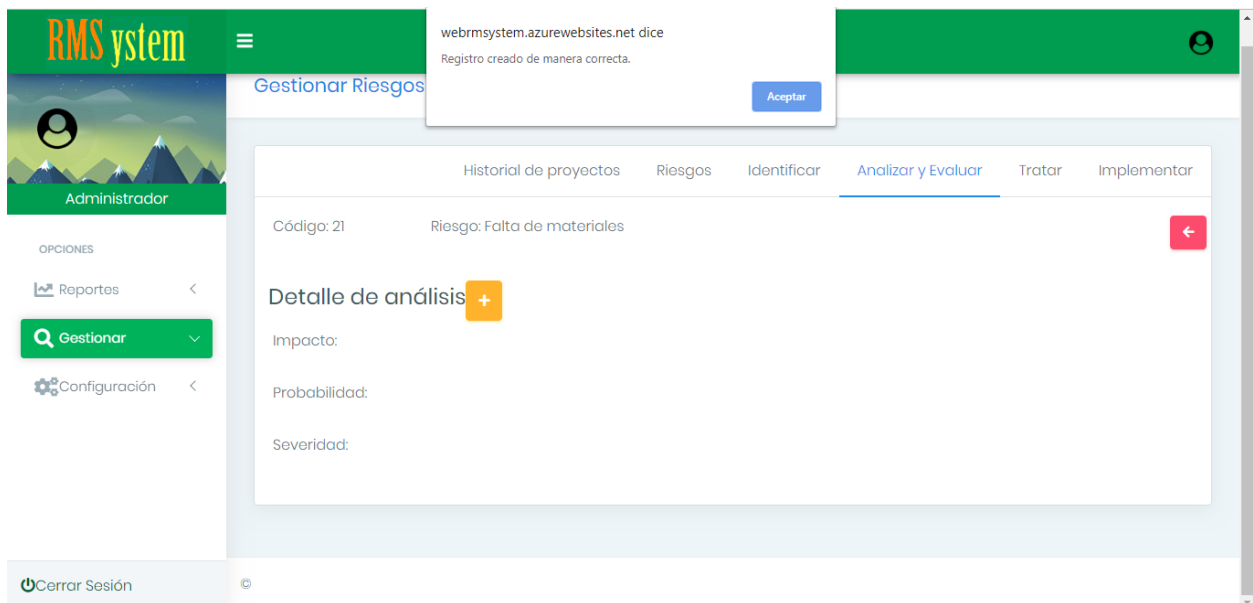 RMSystem
webrmsystem.azurewebsites.net dice
Registro creado de manera correcta.
Aceptar
Gestionar Riesgos
Administrador
OPCIONES
Reportes
Gestionar
Configuración
Cerrar Sesión
Historial de proyectos Riesgos Identificar Analizar y Evaluar Tratar Implementar
Código: 21 Riesgo: Falta de materiales
Detalle de análisis +
Impacto:
Probabilidad:
Severidad:
©